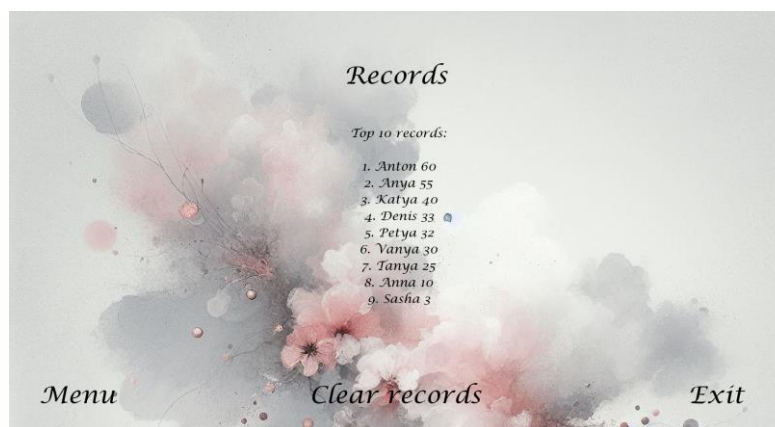 Records
Top 10 records:
1. Anton 60
2. Anya 55
3. Katya 40
4. Denis 33
5. Petya 32
6. Vanya 30
7. Tanya 25
8. Anna 10
9. Sasha 3
Menu
Clear records
Exit